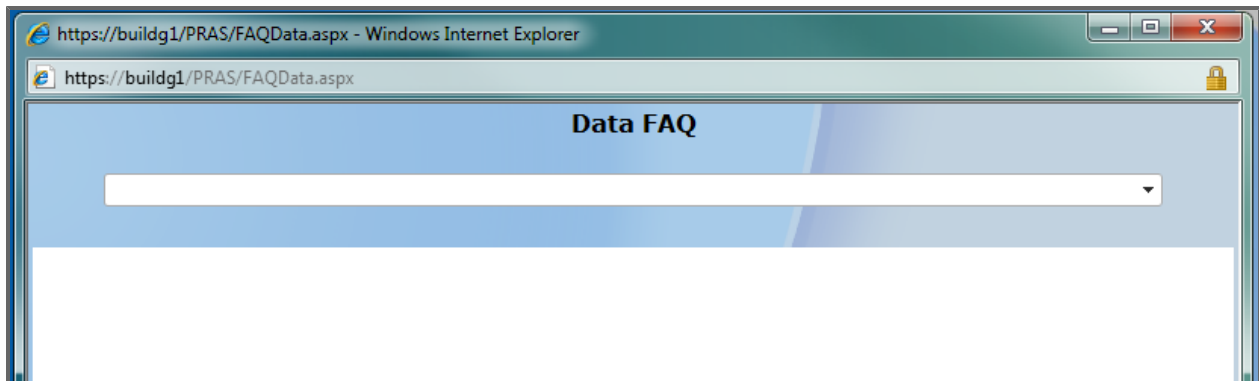 https://buildg1/PRAS/FAQData.aspx - Windows Internet Explorer
https://buildg1/PRAS/FAQData.aspx
Data FAQ